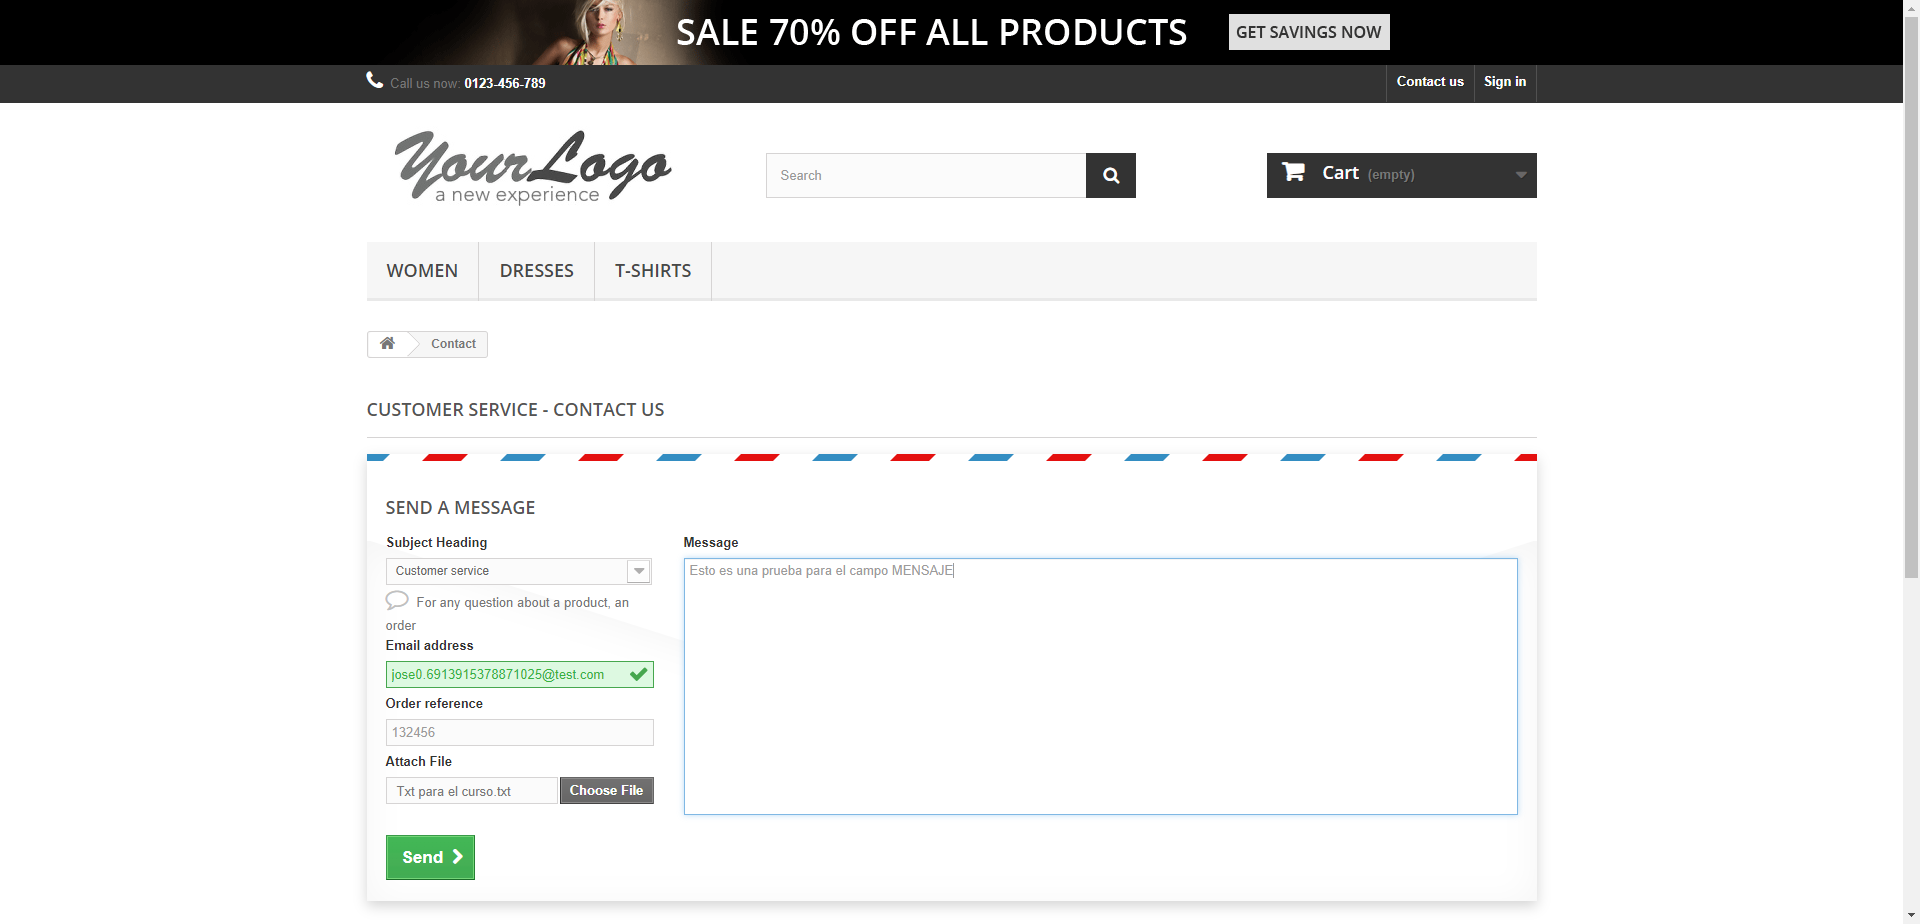 SALE 70% OFF ALL PRODUCTS GET SAVINGS NOW
Call us now: 0123-456-789 Contact us Sign in
YourLogo
a new experience
Search
Cart (empty)
WOMEN DRESSES T-SHIRTS
Contact
CUSTOMER SERVICE - CONTACT US
SEND A MESSAGE
Subject Heading
Customer service
For any question about a product, an
order
Email address
jose0.6913915378871025@test.com
Order reference
132456
Attach File
Txt para el curso.txt Choose File
Message
Esto es una prueba para el campo MENSAJE
Send